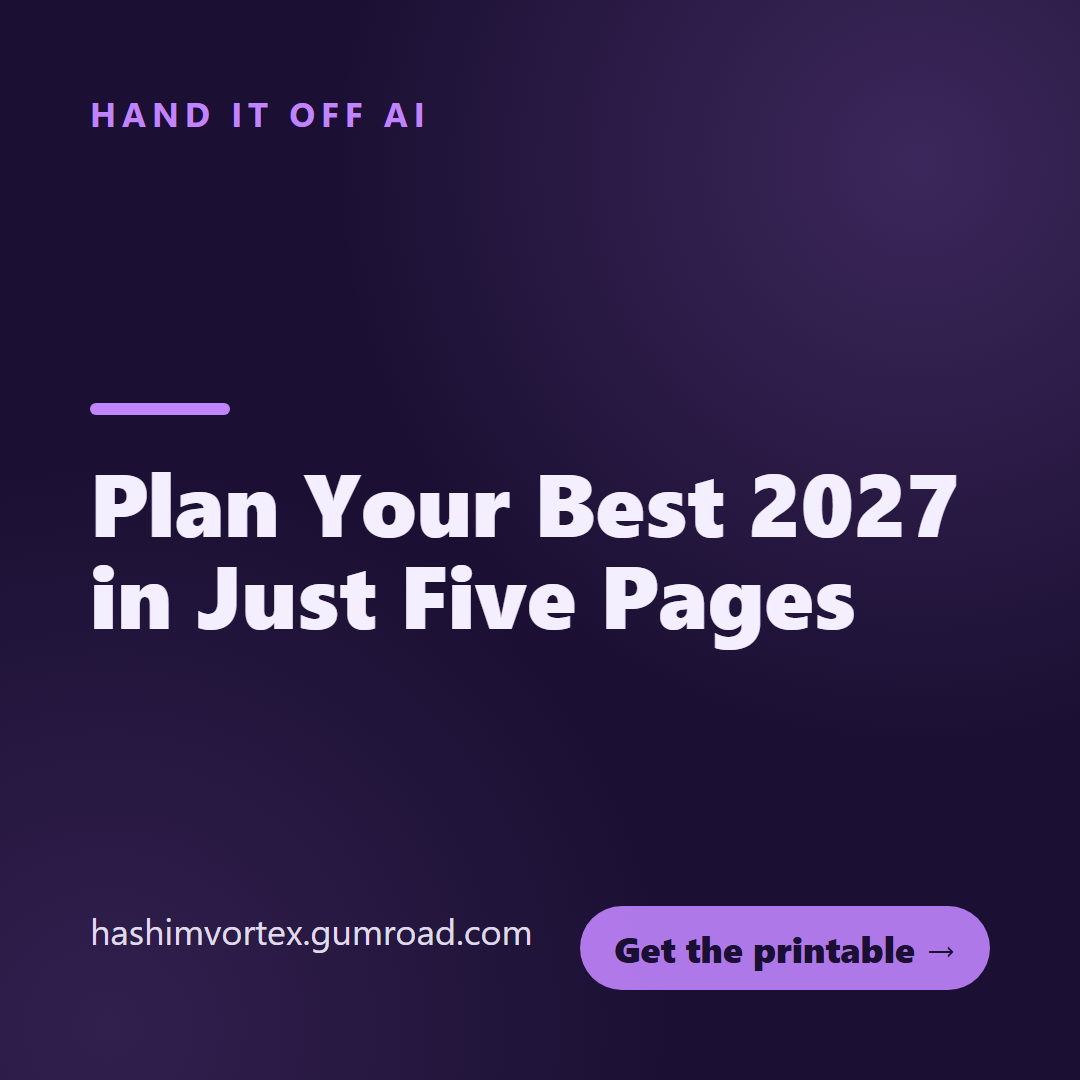 HAND IT OFF AI
Plan Your Best 2027
in Just Five Pages
hashimvortex.gumroad.com
Get the printable →